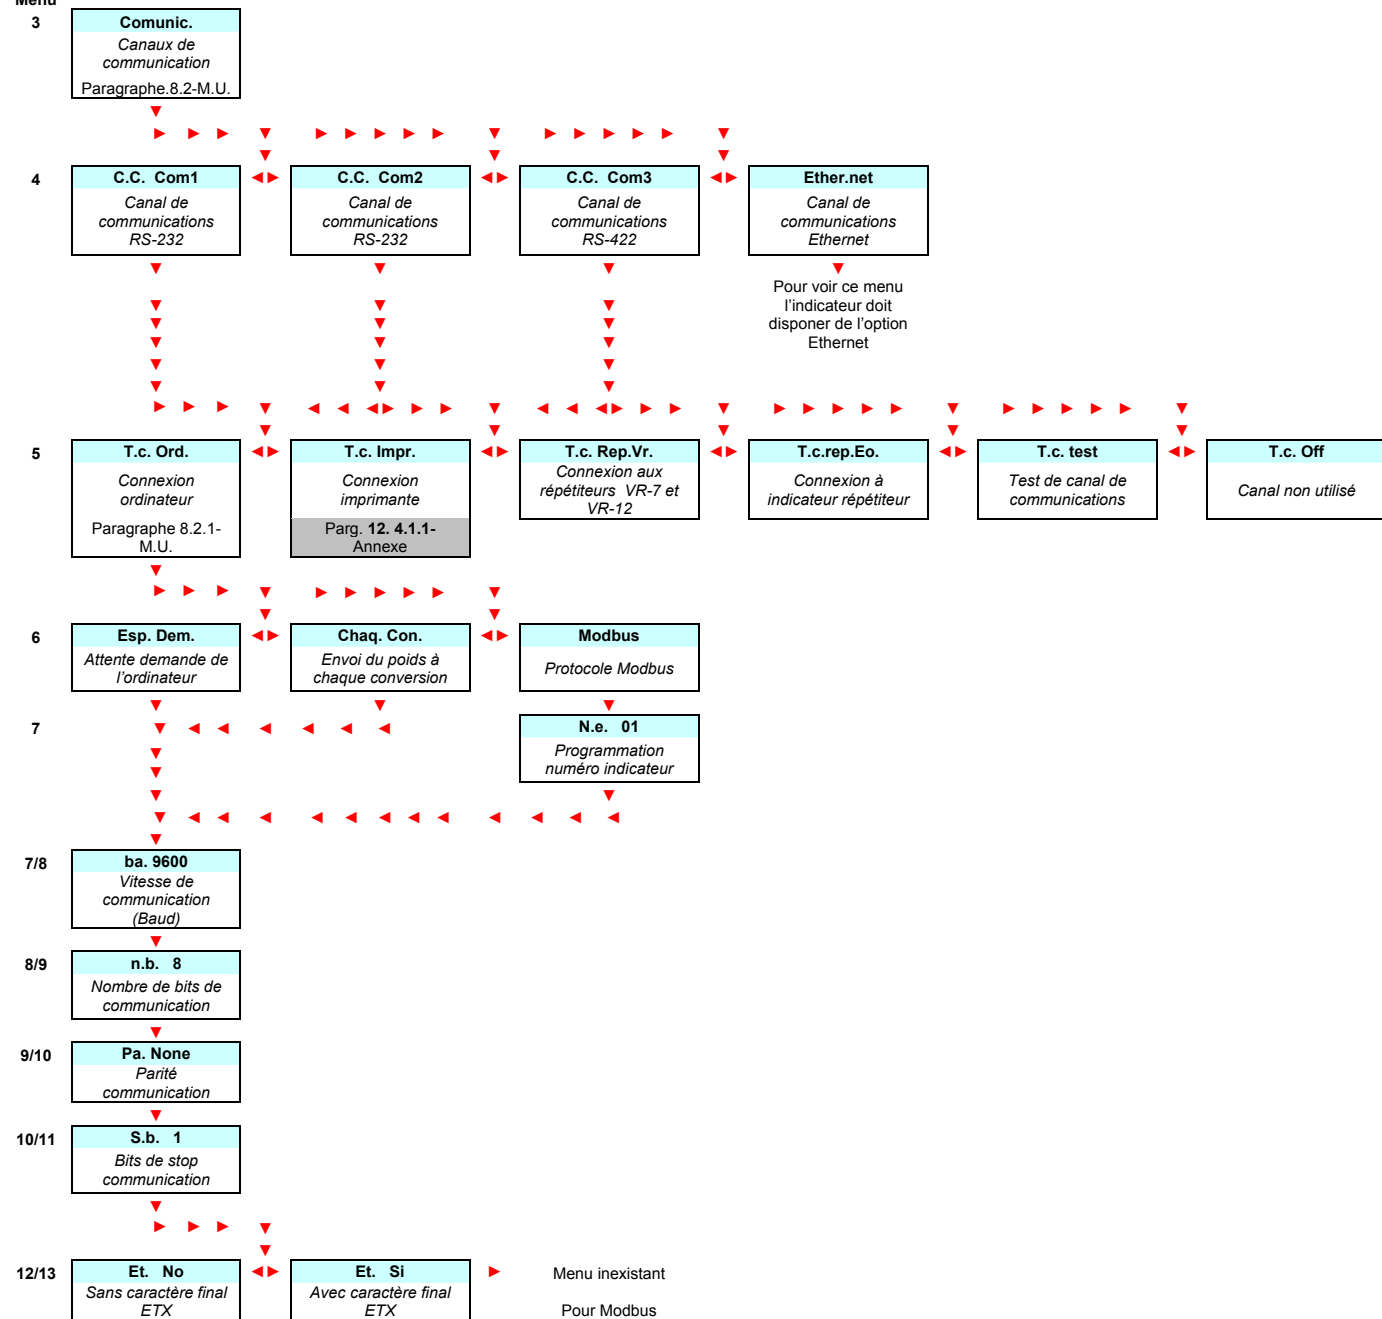 Menu
3
Comunic.
Canaux de
communication
Paragraphe.8.2-M.U.
4
C.C. Com1
Canal de
communications
RS-232
C.C. Com2
Canal de
communications
RS-232
C.C. Com3
Canal de
communications
RS-422
Ether.net
Canal de
communications
Ethernet
Pour voir ce menu
l'indicateur doit
disponer de l'option
Ethernet
5
T.c. Ord.
Connexion
ordinateur
Paragraphe 8.2.1-
M.U.
T.c. Impr.
Connexion
imprimante
Parg. 12. 4.1.1-
Annexe
T.c. Rep.Vr.
Connexion aux
répétiteurs VR-7 et
VR-12
T.c.rep.Eo.
Connexion à
indicateur répétiteur
T.c. test
Test de canal de
communications
T.c. Off
Canal non utilisé
6
Esp. Dem.
Attente demande de
l'ordinateur
Chaq. Con.
Envoi du poids à
chaque conversion
Modbus
Protocole Modbus
7
N.e. 01
Programmation
numéro indicateur
7/8
ba. 9600
Vitesse de
communication
(Baud)
8/9
n.b. 8
Nombre de bits de
communication
9/10
Pa. None
Parité
communication
10/11
S.b. 1
Bits de stop
communication
12/13
Et. No
Sans caractère final
ETX
Et. Si
Avec caractère final
ETX
Menu inexistant
Pour Modbus